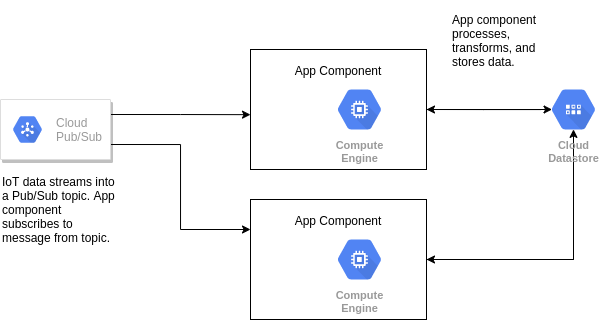 App component
processes,
transforms, and
stores data.
App Component
Compute
Engine
Cloud
Pub/Sub
Cloud
Datastore
IoT data streams into
a Pub/Sub topic. App
component
subscribes to
message from topic.
App Component
Compute
Engine